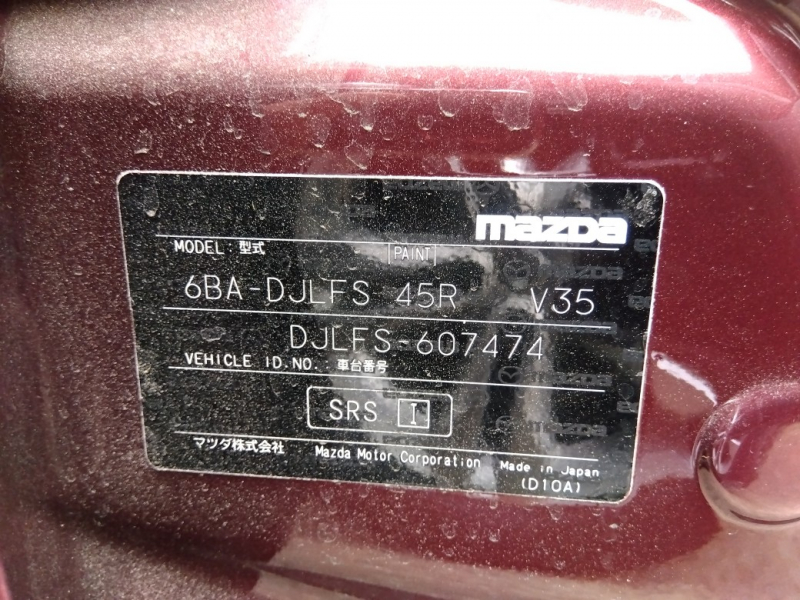 mazda
MODEL : 型式 PAINT
6BA-DJLFS 45R V35
DJLFS-607474
VEHICLE ID.NO. : 車台番号
SRS I
マツダ株式会社 Mazda Motor Corporation Made in Japan
(D10A)